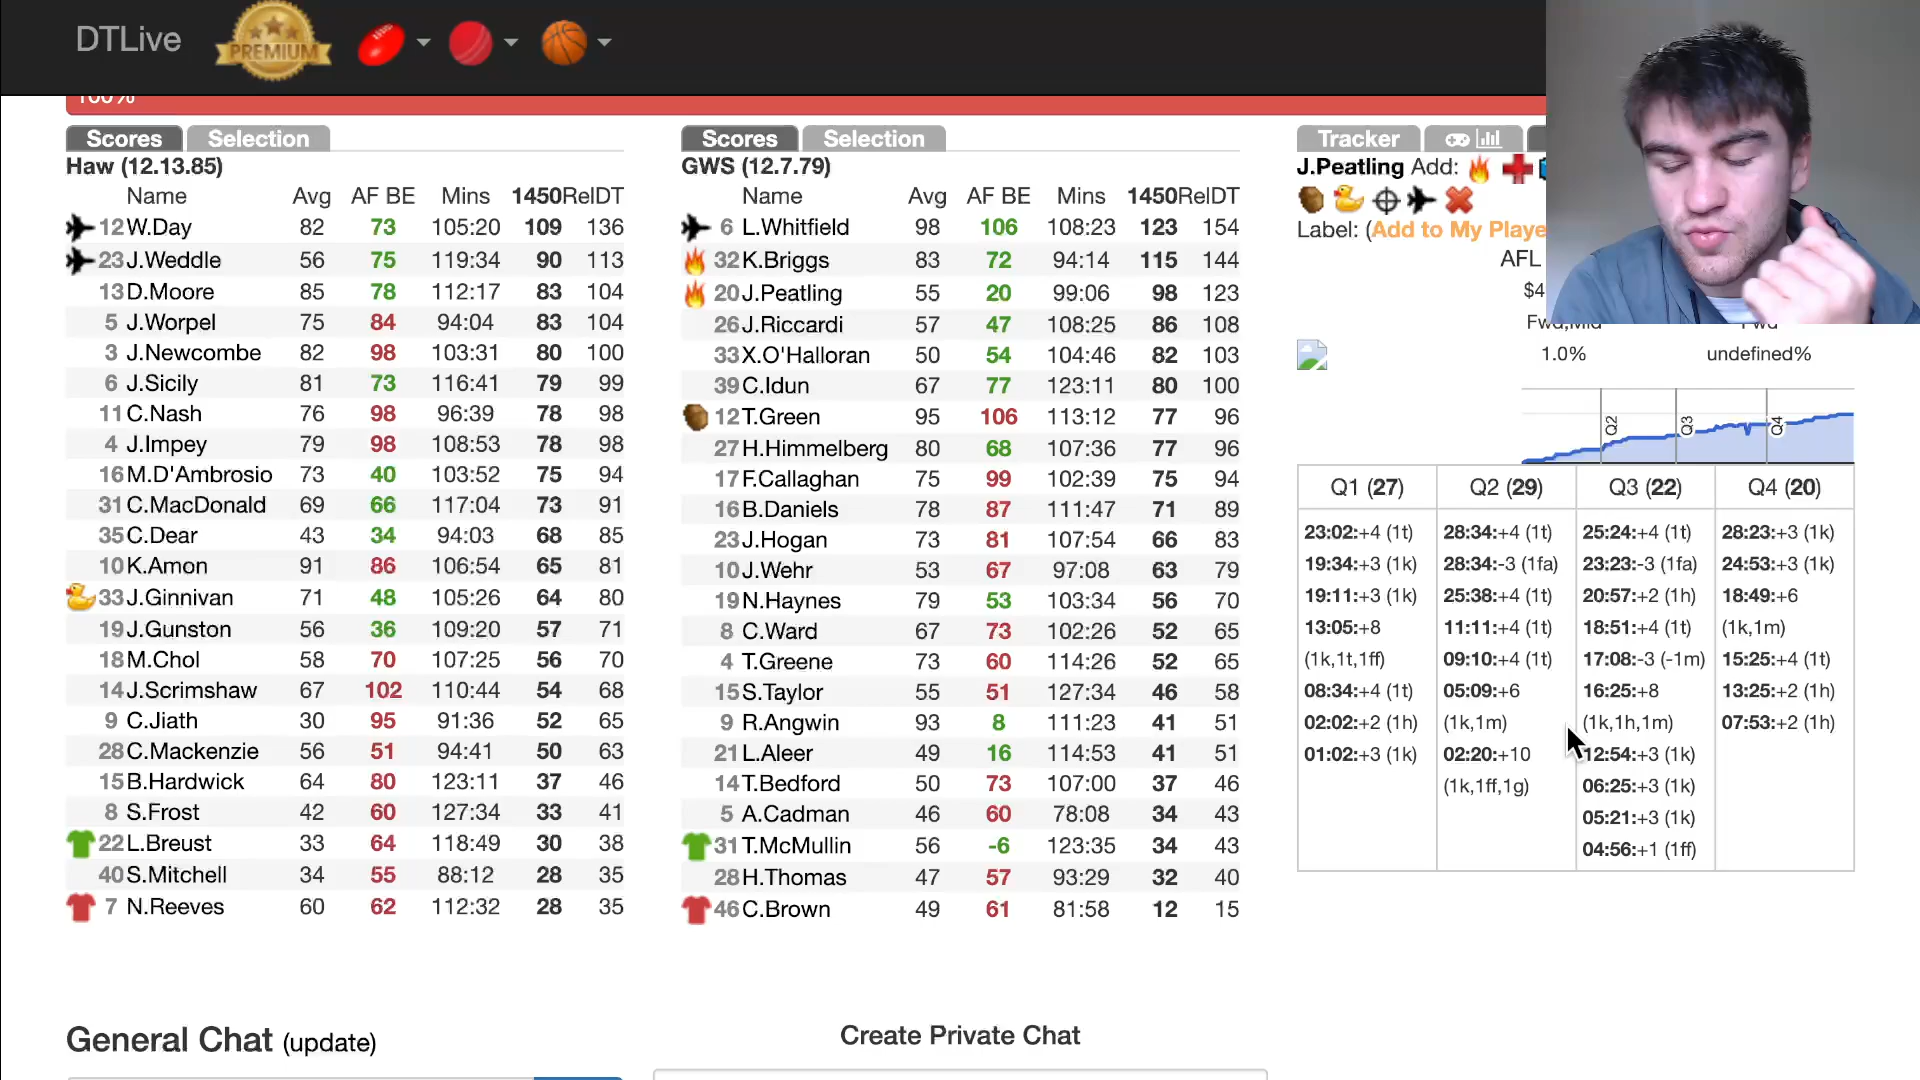 DTLive
PREMIUM
100%
Scores Selection
Haw (12.13.85)
Name Avg AF BE Mins 1450RelDT
12 W.Day 82 73 105:20 109 136
23 J.Weddle 56 75 119:34 90 113
13 D.Moore 85 78 112:17 83 104
5 J.Worpel 75 84 94:04 83 104
3 J.Newcombe 82 98 103:31 80 100
6 J.Sicily 81 73 116:41 79 99
11 C.Nash 76 98 96:39 78 98
4 J.Impey 79 98 108:53 78 98
16 M.D'Ambrosio 73 40 103:52 75 94
31 C.MacDonald 69 66 117:04 73 91
35 C.Dear 43 34 94:03 68 85
10 K.Amon 91 86 106:54 65 81
33 J.Ginnivan 71 48 105:26 64 80
19 J.Gunston 56 36 109:20 57 71
18 M.Chol 58 70 107:25 56 70
14 J.Scrimshaw 67 102 110:44 54 68
9 C.Jiath 30 95 91:36 52 65
28 C.Mackenzie 56 51 94:41 50 63
15 B.Hardwick 64 80 123:11 37 46
8 S.Frost 42 60 127:34 33 41
22 L.Breust 33 64 118:49 30 38
40 S.Mitchell 34 55 88:12 28 35
7 N.Reeves 60 62 112:32 28 35
Scores Selection
GWS (12.7.79)
Name Avg AF BE Mins 1450RelDT
6 L.Whitfield 98 106 108:23 123 154
32 K.Briggs 83 72 94:14 115 144
20 J.Peatling 55 20 99:06 98 123
26 J.Riccardi 57 47 108:25 86 108
33 X.O'Halloran 50 54 104:46 82 103
39 C.Idun 67 77 123:11 80 100
12 T.Green 95 106 113:12 77 96
27 H.Himmelberg 80 68 107:36 77 96
17 F.Callaghan 75 99 102:39 75 94
16 B.Daniels 78 87 111:47 71 89
23 J.Hogan 73 81 107:54 66 83
10 J.Wehr 53 67 97:08 63 79
19 N.Haynes 79 53 103:34 56 70
8 C.Ward 67 73 102:26 52 65
4 T.Greene 73 60 114:26 52 65
15 S.Taylor 55 51 127:34 46 58
9 R.Angwin 93 8 111:23 41 51
21 L.Aleer 49 16 114:53 41 51
14 T.Bedford 50 73 107:00 37 46
5 A.Cadman 46 60 78:08 34 43
31 T.McMullin 56 -6 123:35 34 43
28 H.Thomas 47 57 93:29 32 40
46 C.Brown 49 61 81:58 12 15
Tracker
J.Peatling Add:
Label: (Add to My Playe
AFL
$4
Fwd,Mid Fwd
1.0% undefined%
Q2 Q3 Q4
Q1 (27) Q2 (29) Q3 (22) Q4 (20)
23:02:+4 (1t) 28:34:+4 (1t) 25:24:+4 (1t) 28:23:+3 (1k)
19:34:+3 (1k) 28:34:-3 (1fa) 23:23:-3 (1fa) 24:53:+3 (1k)
19:11:+3 (1k) 25:38:+4 (1t) 20:57:+2 (1h) 18:49:+6
13:05:+8 11:11:+4 (1t) 18:51:+4 (1t) (1k,1m)
(1k,1t,1ff) 09:10:+4 (1t) 17:08:-3 (-1m) 15:25:+4 (1t)
08:34:+4 (1t) 05:09:+6 16:25:+8 13:25:+2 (1h)
02:02:+2 (1h) (1k,1m) (1k,1h,1m) 07:53:+2 (1h)
01:02:+3 (1k) 02:20:+10 12:54:+3 (1k)
(1k,1ff,1g) 06:25:+3 (1k)
05:21:+3 (1k)
04:56:+1 (1ff)
General Chat (update)
Create Private Chat